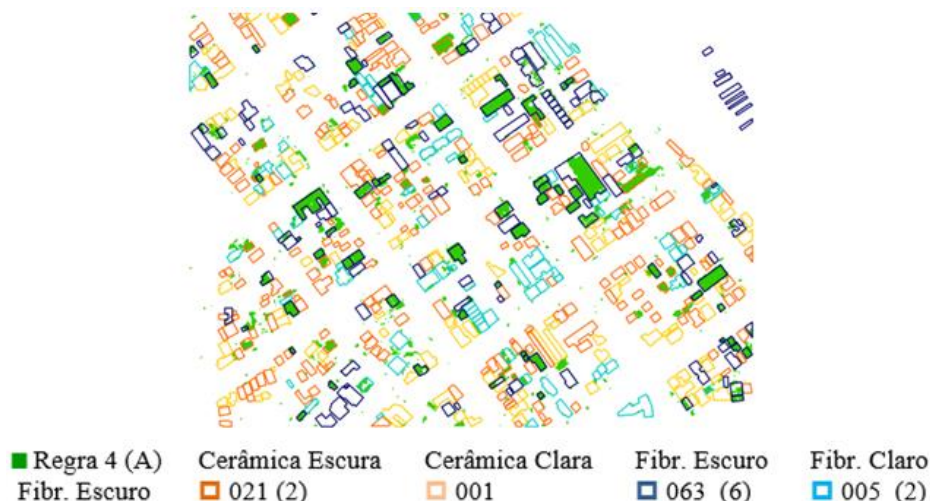 Regra 4 (A) Cerâmica Escura Cerâmica Clara Fibr. Escuro Fibr. Claro
Fibr. Escuro 021 (2) 001 063 (6) 005 (2)